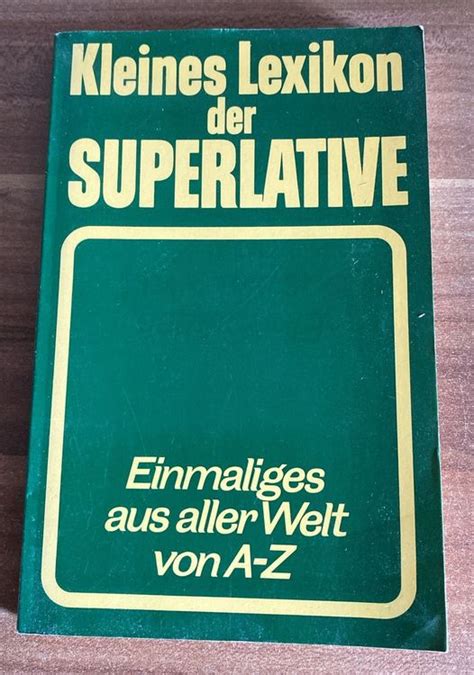 Kleines Lexikon
der
SUPERLATIVE
Einmaliges
aus aller Welt
von A-Z